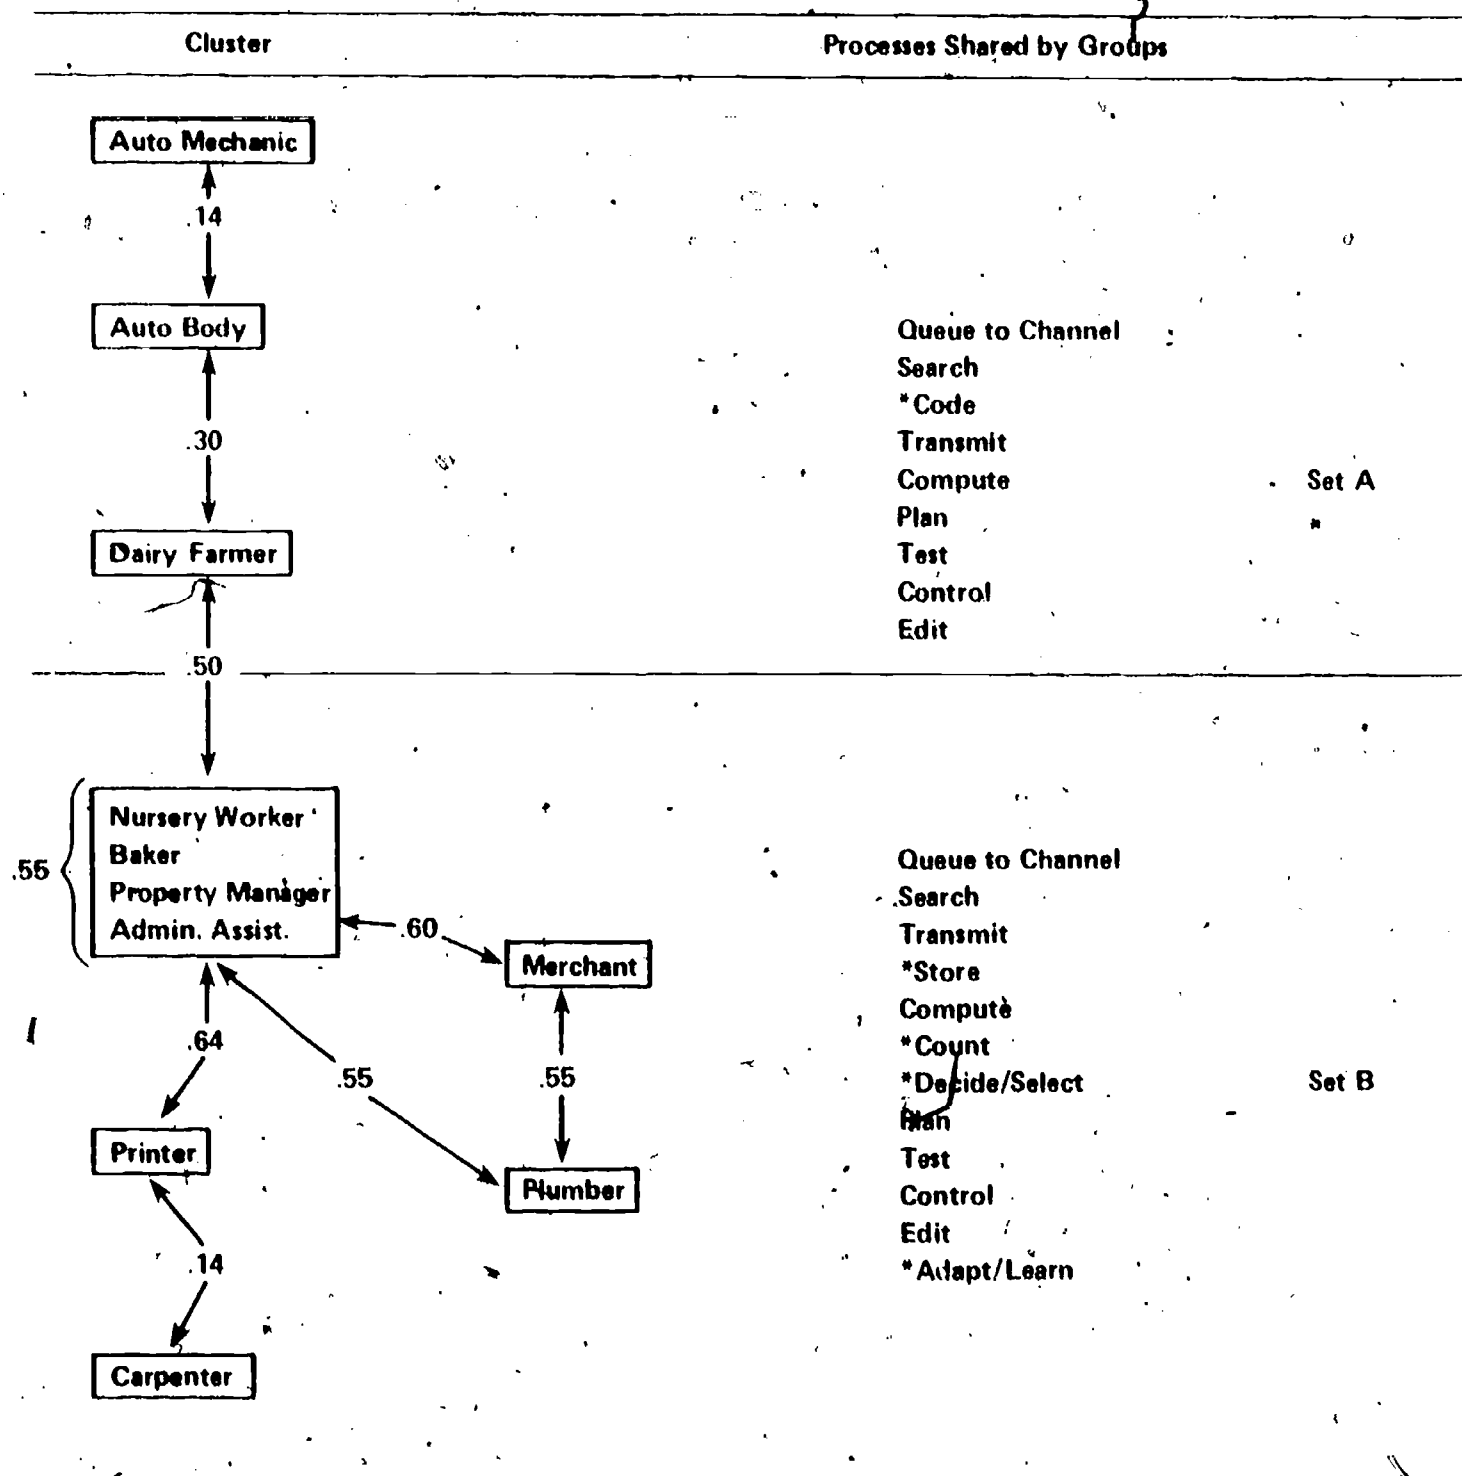 Cluster
Processes Shared by Groups
Auto Mechanic
.14
Auto Body
.30
Dairy Farmer
.50
Queue to Channel
Search
*Code
Transmit
Compute
Plan
Test
Control
Edit
Set A
*
.55
Nursery Worker
Baker
Property Manager
Admin. Assist.
.60
Merchant
.64
.55
.55
Printer
Plumber
.14
Carpenter
Queue to Channel
Search
Transmit
*Store
Compute
*Count
*Decide/Select
Plan
Test
Control
Edit
*Adapt/Learn
Set B